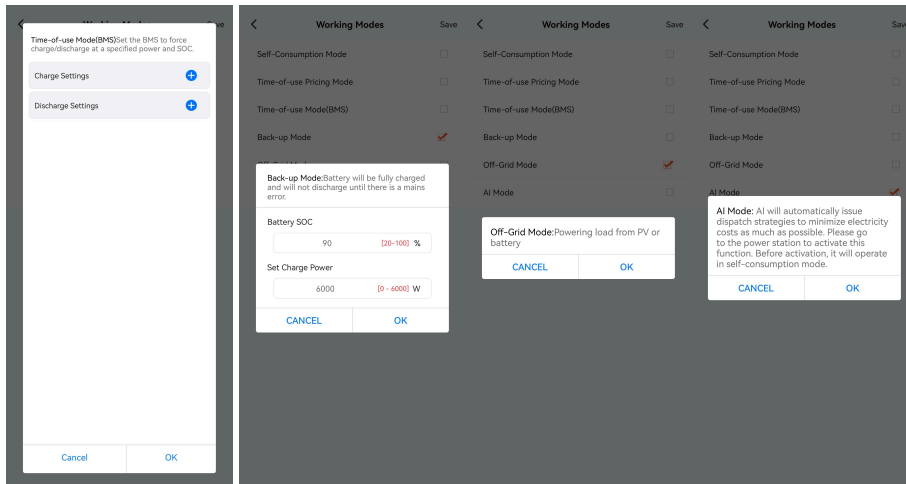 Save
Time-of-use Mode(BMS)Set the BMS to force
charge/discharge at a specified power and SOC.
Charge Settings
Discharge Settings
Cancel OK
Working Modes Save
Self-Consumption Mode
Time-of-use Pricing Mode
Time-of-use Mode(BMS)
Back-up Mode
Back-up Mode:Battery will be fully charged
and will not discharge until there is a mains
error.
Battery SOC
90 [20-100] %
Set Charge Power
6000 [0 - 6000] W
CANCEL OK
Working Modes Save
Self-Consumption Mode
Time-of-use Pricing Mode
Time-of-use Mode(BMS)
Back-up Mode
Off-Grid Mode
AI Mode
Off-Grid Mode:Powering load from PV or
battery
CANCEL OK
Working Modes
Self-Consumption Mode
Time-of-use Pricing Mode
Time-of-use Mode(BMS)
Back-up Mode
Off-Grid Mode
AI Mode
AI Mode: AI will automatically issue
dispatch strategies to minimize electricity
costs as much as possible. Please go
to the power station to activate this
function. Before activation, it will operate
in self-consumption mode.
CANCEL OK